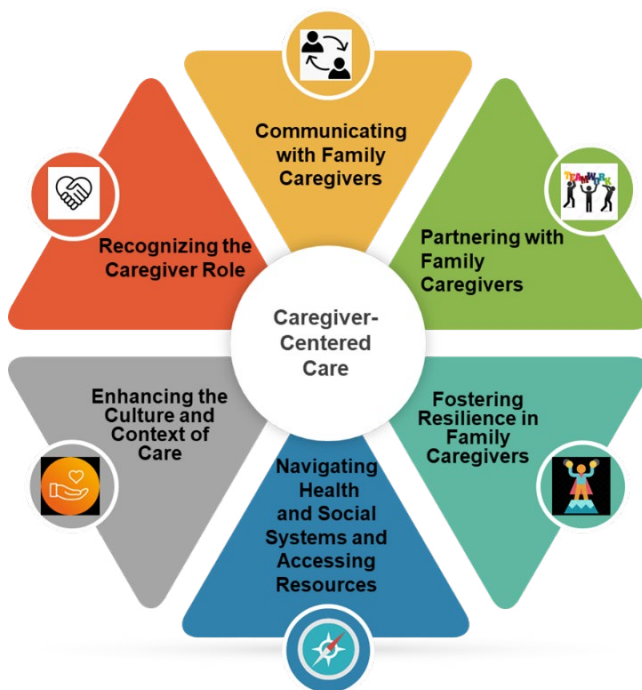 Communicating
with Family
Caregivers
TEAMWORK
Recognizing the
Caregiver Role
Partnering with
Family
Caregivers
Caregiver-
Centered
Care
Enhancing the
Culture and
Context of
Care
Fostering
Resilience in
Family
Caregivers
Navigating
Health
and Social
Systems and
Accessing
Resources